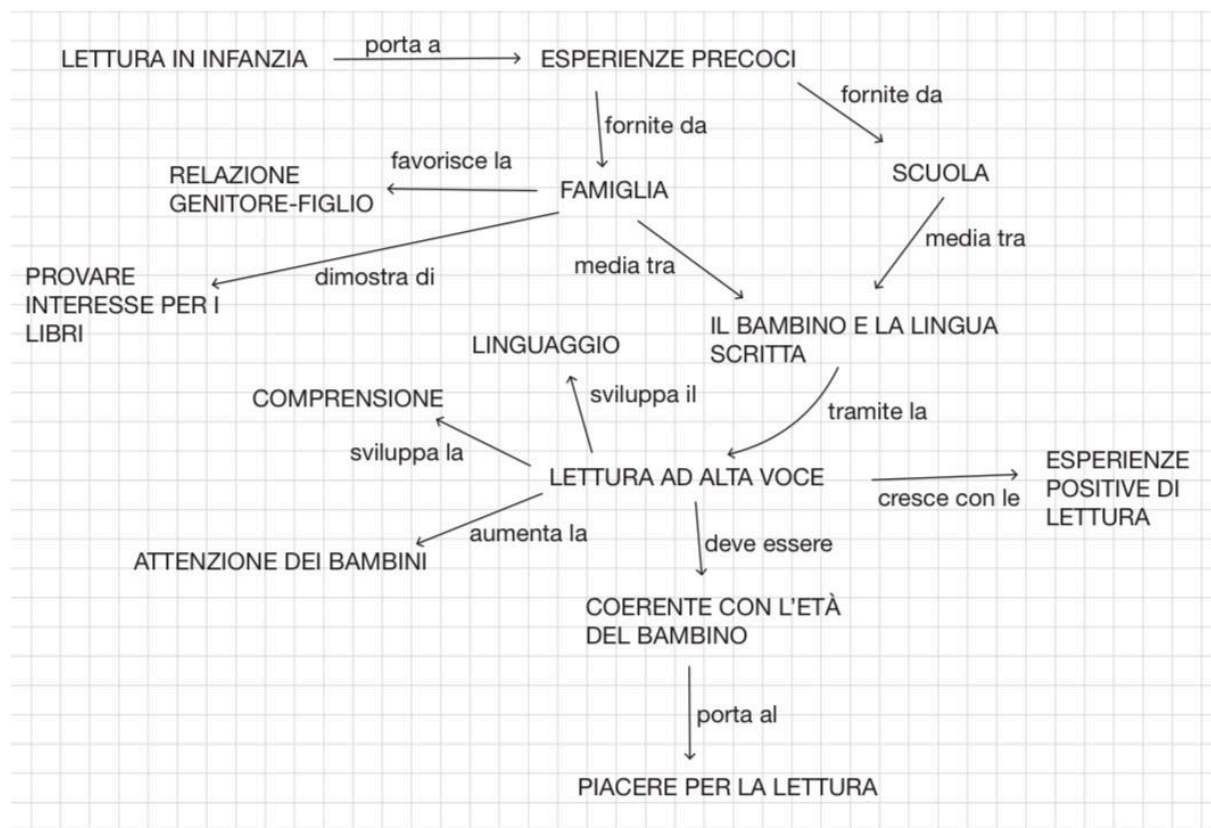 LETTURA IN INFANZIA
porta a
ESPERIENZE PRECOCI
fornite da
fornite da
RELAZIONE
GENITORE-FIGLIO
favorisce la
FAMIGLIA
SCUOLA
PROVARE
INTERESSE PER I
LIBRI
dimostra di
media tra
media tra
IL BAMBINO E LA LINGUA
SCRITTA
LINGUAGGIO
sviluppa il
tramite la
COMPRENSIONE
sviluppa la
LETTURA AD ALTA VOCE
cresce con le
ESPERIENZE
POSITIVE DI
LETTURA
aumenta la
ATTENZIONE DEI BAMBINI
deve essere
COERENTE CON L'ETÀ
DEL BAMBINO
porta al
PIACERE PER LA LETTURA